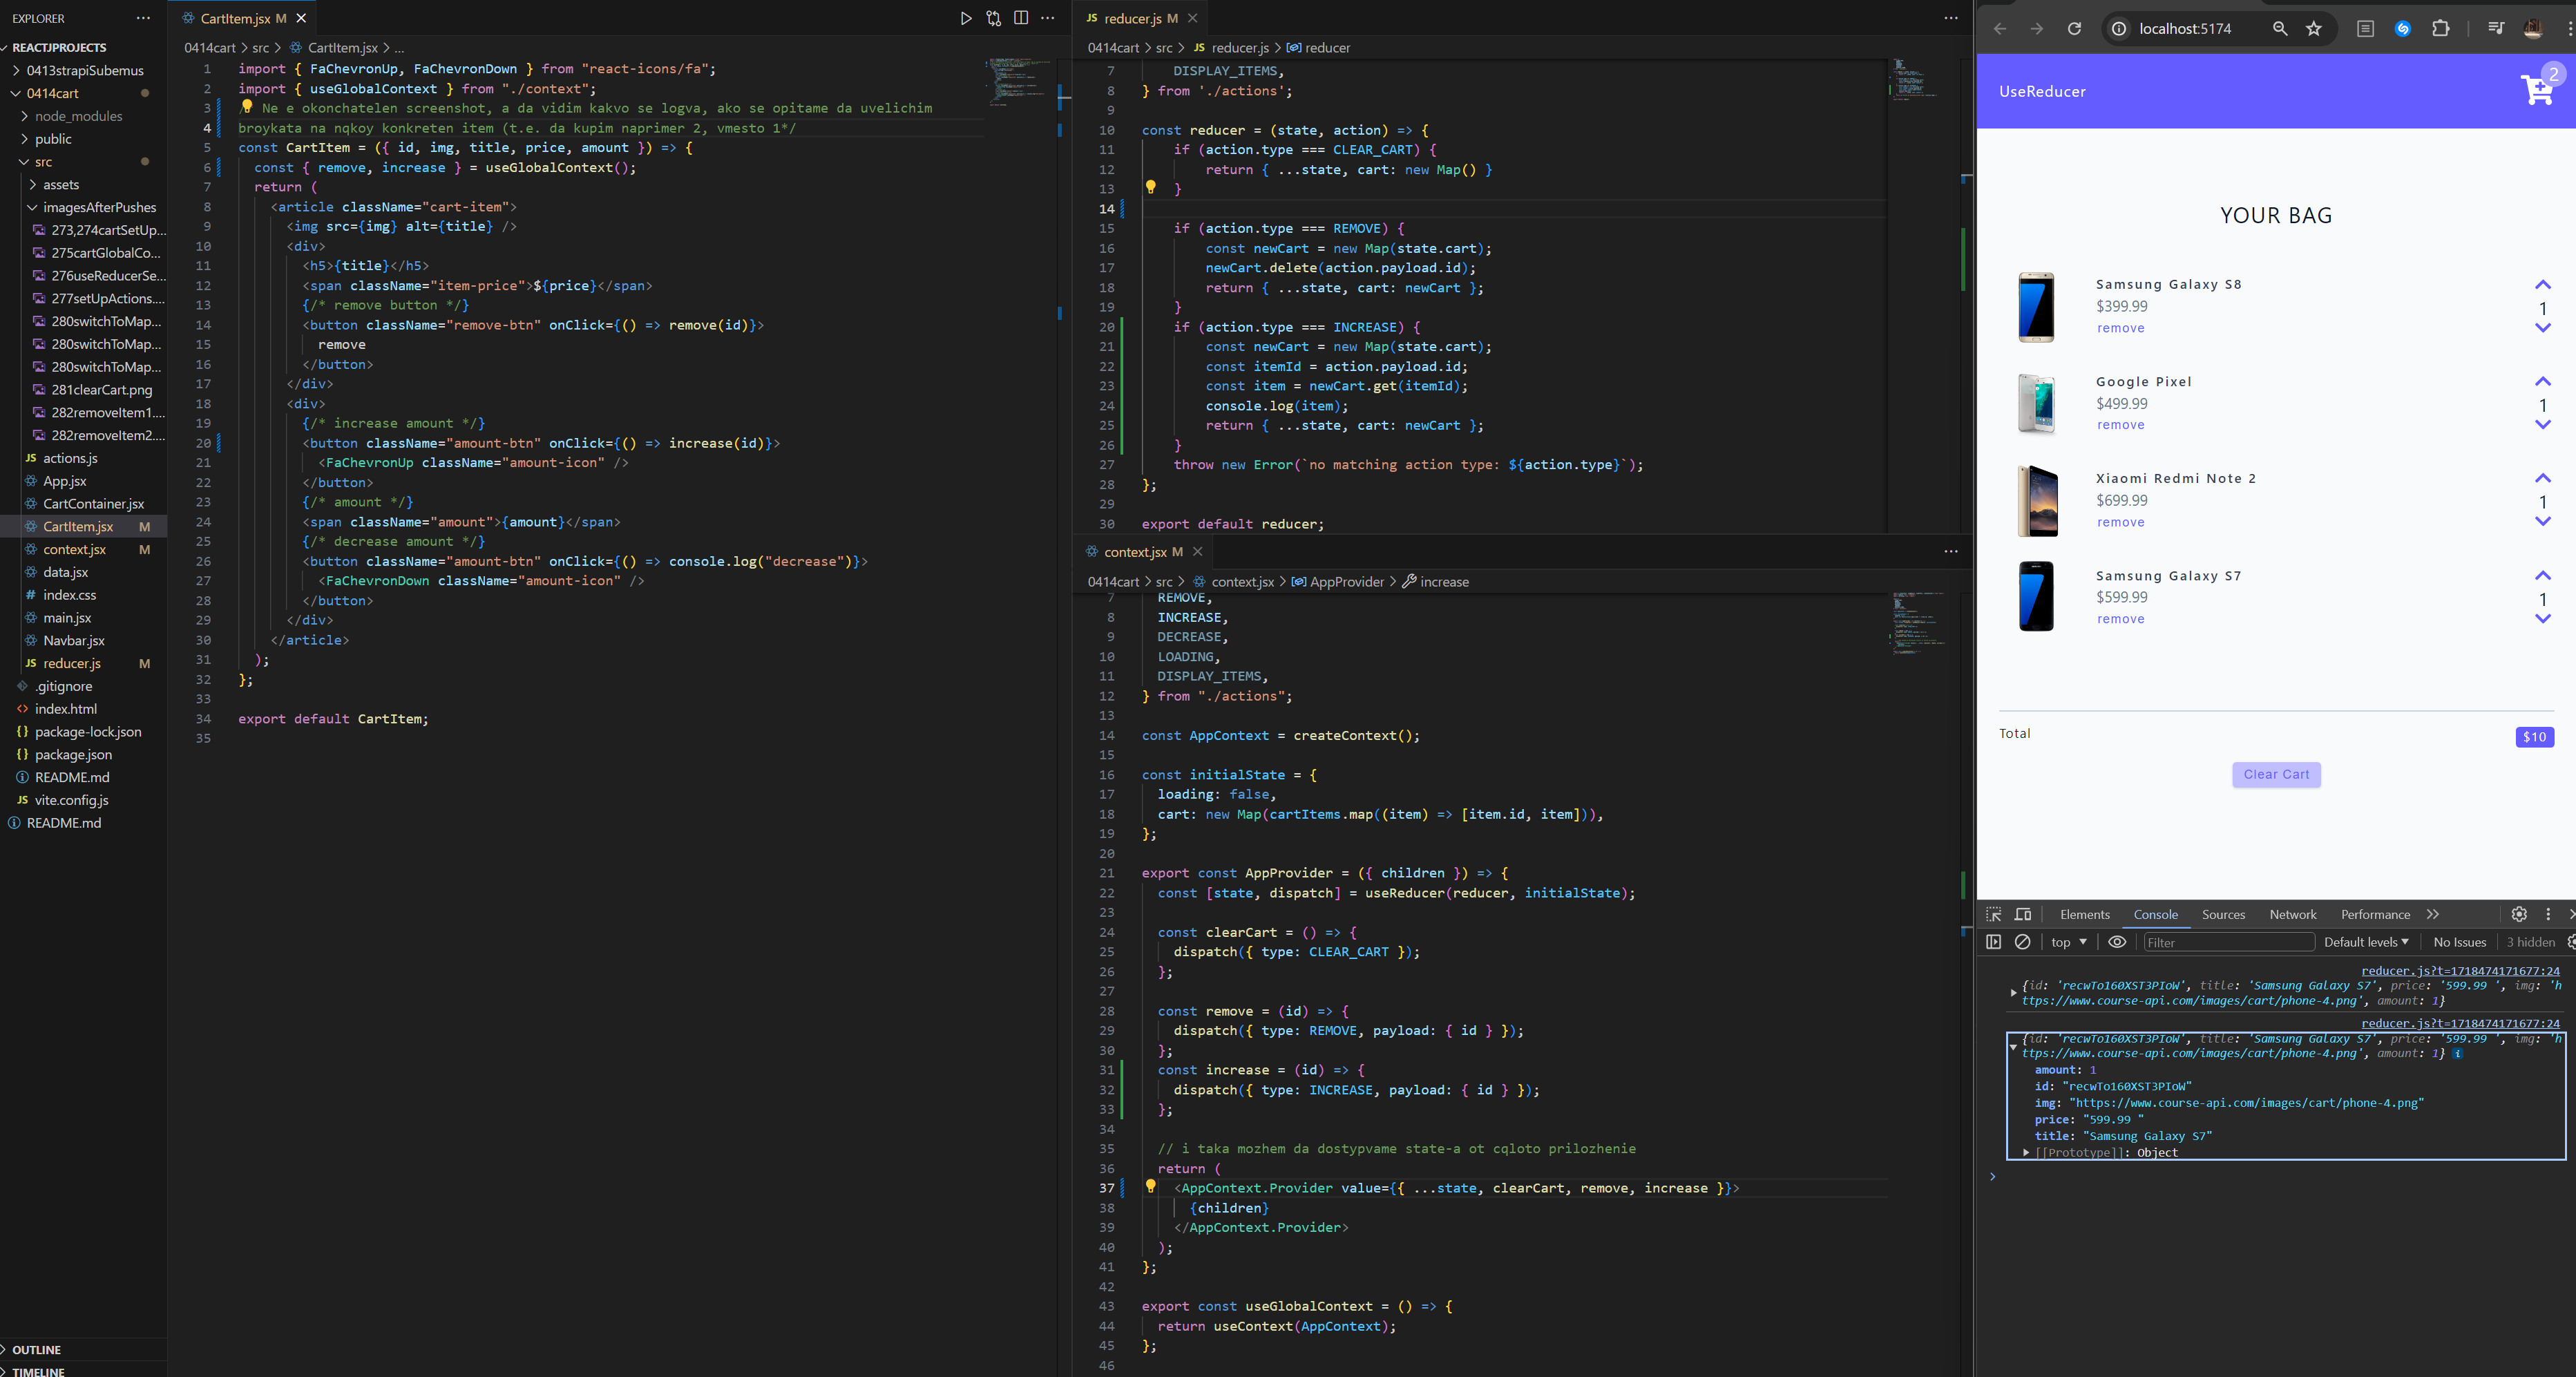 EXPLORER
REACTJPROJECTS
0413strapiSubemus
0414cart
node_modules
public
src
assets
imagesAfterPushes
273,274cartSetUp...
275cartGlobalCo...
276useReducerSe...
277setUpActions....
280switchToMap...
280switchToMap...
280switchToMap...
281clearCart.png
282removeItem1....
282removeItem2....
JS actions.js
App.jsx
CartContainer.jsx
CartItem.jsx M
context.jsx M
data.jsx
# index.css
main.jsx
Navbar.jsx
JS reducer.js M
.gitignore
<> index.html
{} package-lock.json
{} package.json
README.md
JS vite.config.js
README.md
OUTLINE
TIMELINE
CartItem.jsx M
0414cart > src > CartItem.jsx > ...
1 import { FaChevronUp, FaChevronDown } from "react-icons/fa";
2 import { useGlobalContext } from "./context";
3 / Ne e okonchatelen screenshot, a da vidim kakvo se logva, ako se opitame da uvelichim
4 broykata na nqkoy konkreten item (t.e. da kupim naprimer 2, vmesto 1*/
5 const CartItem = ({ id, img, title, price, amount }) => {
6 const { remove, increase } = useGlobalContext();
7 return (
8 <article className="cart-item">
9 <img src={img} alt={title} />
10 <div>
11 <h5>{title}</h5>
12 <span className="item-price">${price}</span>
13 {/* remove button */}
14 <button className="remove-btn" onClick={() => remove(id)}>
15 remove
16 </button>
17 </div>
18 <div>
19 {/* increase amount */}
20 <button className="amount-btn" onClick={() => increase(id)}>
21 <FaChevronUp className="amount-icon" />
22 </button>
23 {/* amount */}
24 <span className="amount">{amount}</span>
25 {/* decrease amount */}
26 <button className="amount-btn" onClick={() => console.log("decrease")}>
27 <FaChevronDown className="amount-icon" />
28 </button>
29 </div>
30 </article>
31 );
32 };
33
34 export default CartItem;
35
JS reducer.js M
0414cart > src > JS reducer.js > reducer
7 DISPLAY_ITEMS,
8 } from './actions';
9
10 const reducer = (state, action) => {
11 if (action.type === CLEAR_CART) {
12 return { ...state, cart: new Map() }
13 }
14
15 if (action.type === REMOVE) {
16 const newCart = new Map(state.cart);
17 newCart.delete(action.payload.id);
18 return { ...state, cart: newCart };
19 }
20 if (action.type === INCREASE) {
21 const newCart = new Map(state.cart);
22 const itemId = action.payload.id;
23 const item = newCart.get(itemId);
24 console.log(item);
25 return { ...state, cart: newCart };
26 }
27 throw new Error(`no matching action type: ${action.type}`);
28 };
29
30 export default reducer;
context.jsx M
0414cart > src > context.jsx > AppProvider > increase
7 REMOVE,
8 INCREASE,
9 DECREASE,
10 LOADING,
11 DISPLAY_ITEMS,
12 } from "./actions";
13
14 const AppContext = createContext();
15
16 const initialState = {
17 loading: false,
18 cart: new Map(cartItems.map((item) => [item.id, item])),
19 };
20
21 export const AppProvider = ({ children }) => {
22 const [state, dispatch] = useReducer(reducer, initialState);
23
24 const clearCart = () => {
25 dispatch({ type: CLEAR_CART });
26 };
27
28 const remove = (id) => {
29 dispatch({ type: REMOVE, payload: { id } });
30 };
31 const increase = (id) => {
32 dispatch({ type: INCREASE, payload: { id } });
33 };
34
35 // i taka mozhem da dostypvame state-a ot cqloto prilozhenie
36 return (
37 <AppContext.Provider value={{ ...state, clearCart, remove, increase }}>
38 {children}
39 </AppContext.Provider>
40 );
41 };
42
43 export const useGlobalContext = () => {
44 return useContext(AppContext);
45 };
46
localhost:5174
UseReducer
2
YOUR BAG
Samsung Galaxy S8
$399.99
remove
1
Google Pixel
$499.99
remove
1
Xiaomi Redmi Note 2
$699.99
remove
1
Samsung Galaxy S7
$599.99
remove
1
Total $10
Clear Cart
Elements Console Sources Network Performance
top Filter Default levels No Issues 3 hidden
reducer.js?t=1718474171677:24
{id: 'recwTo160XST3PIoW', title: 'Samsung Galaxy S7', price: '599.99 ', img: 'h
ttps://www.course-api.com/images/cart/phone-4.png', amount: 1}
reducer.js?t=1718474171677:24
{id: 'recwTo160XST3PIoW', title: 'Samsung Galaxy S7', price: '599.99 ', img: 'h
ttps://www.course-api.com/images/cart/phone-4.png', amount: 1} i
amount: 1
id: "recwTo160XST3PIoW"
img: "https://www.course-api.com/images/cart/phone-4.png"
price: "599.99 "
title: "Samsung Galaxy S7"
[[Prototype]]: Object